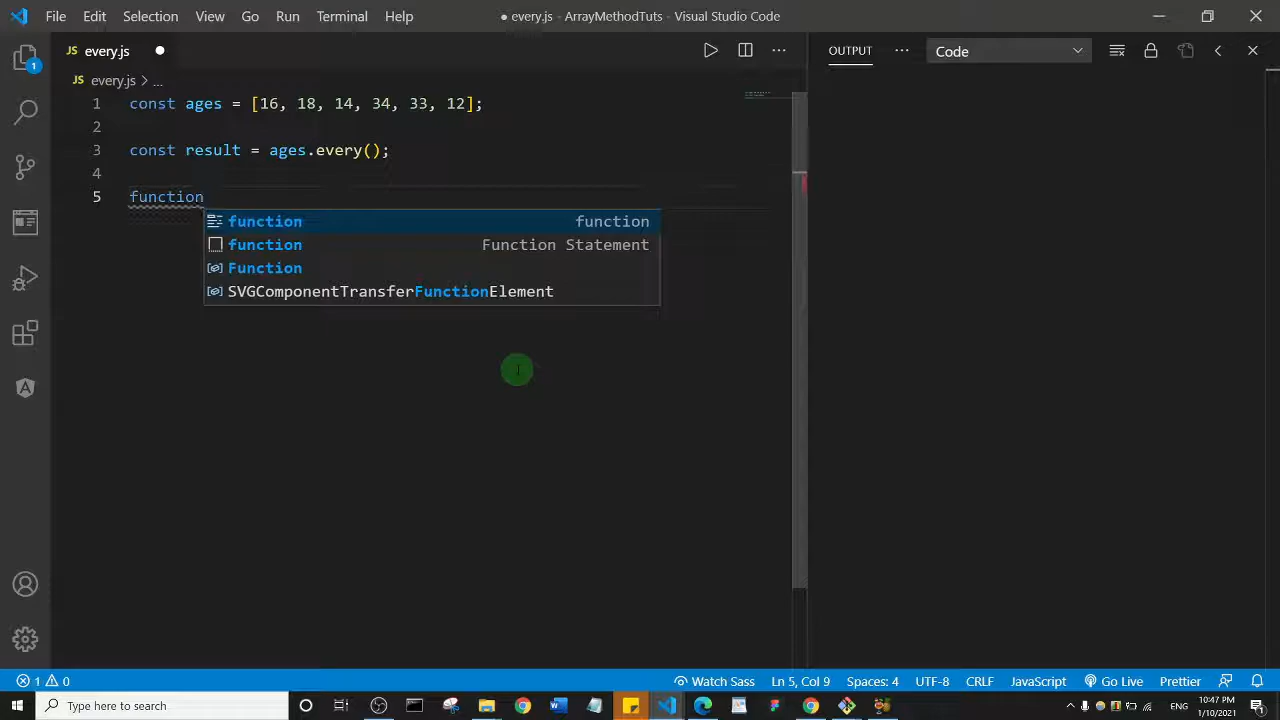 File Edit Selection View Go Run Terminal Help ● every.js - ArrayMethodTuts - Visual Studio Code
JS every.js ●
OUTPUT ··· Code
JS every.js > ...
1 const ages = [16, 18, 14, 34, 33, 12];
2
3 const result = ages.every();
4
5 function
function function
function Function Statement
Function
SVGComponentTransferFunctionElement
1
1 0 Watch Sass Ln 5, Col 9 Spaces: 4 UTF-8 CRLF JavaScript Go Live Prettier
Type here to search
ENG
10:47 PM
1/10/2021
1